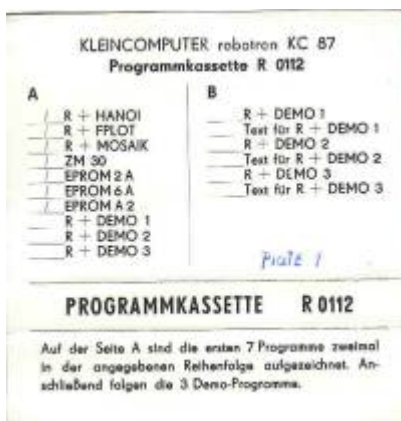 KLEINCOMPUTER robotron KC 87
Programmkassette R 0112
A
/ R + HANOI
/ R + FPLOT
/ R + MOSAIK
/ ZM 30
/ EPROM 2 A
/ EPROM 6 A
/ EPROM A 2
R + DEMO 1
R + DEMO 2
R + DEMO 3
B
R + DEMO 1
Text für R + DEMO 1
R + DEMO 2
Text für R + DEMO 2
R + DEMO 3
Text für R + DEMO 3
PROGRAMMKASSETTE R 0112
Auf der Seite A sind die ersten 7 Programme zweimal
in der angegebenen Reihenfolge aufgezeichnet. An-
schließend folgen die 3 Demo-Programme.